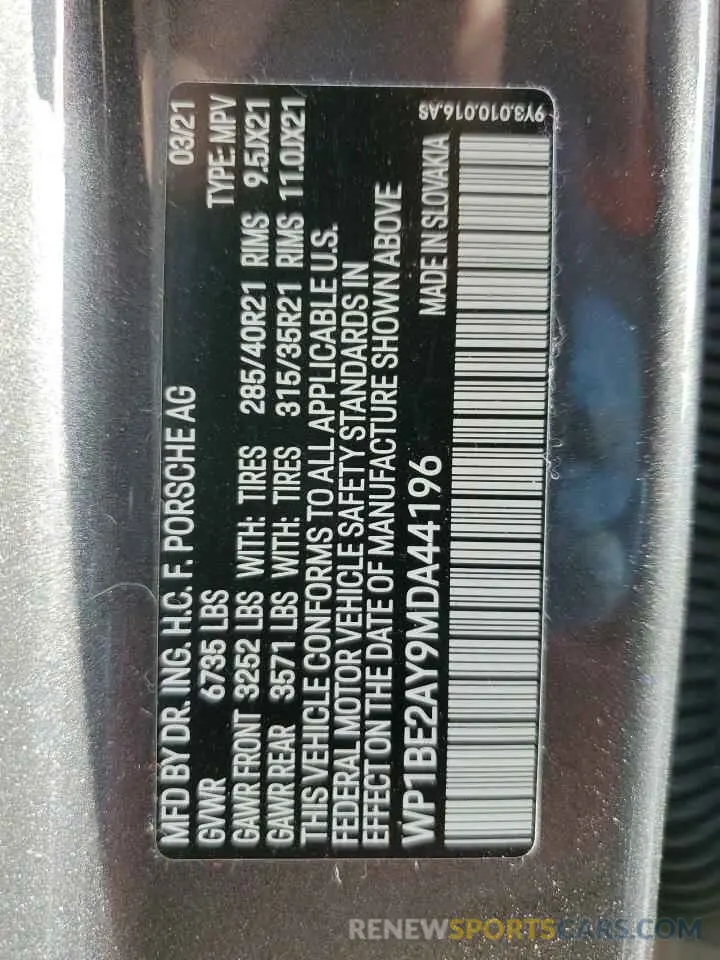 MFD BY DR. ING. H.C. F. PORSCHE AG 03/21
GVWR 6735 LBS TYPE: MPV
GAWR FRONT 3252 LBS WITH: TIRES 285/40R21 RIMS 9.5JX21
GAWR REAR 3571 LBS WITH: TIRES 315/35R21 RIMS 11.0JX21
THIS VEHICLE CONFORMS TO ALL APPLICABLE U.S.
FEDERAL MOTOR VEHICLE SAFETY STANDARDS IN
EFFECT ON THE DATE OF MANUFACTURE SHOWN ABOVE
WP1BE2AY9MDA44196 MADE IN SLOVAKIA
9Y3.010.016.AS
RENEWSPORTSCARS.COM